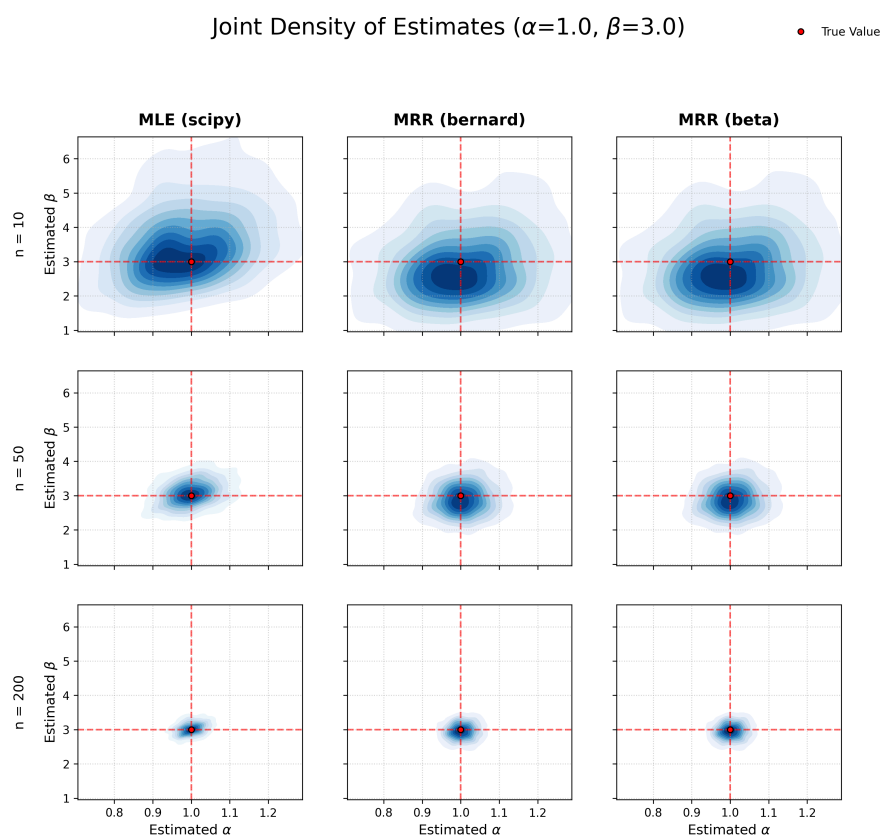 Joint Density of Estimates (α=1.0, β=3.0)
True Value
MLE (scipy)
MRR (bernard)
MRR (beta)
n = 10
Estimated β
6
5
4
3
2
1
n = 50
Estimated β
6
5
4
3
2
1
n = 200
Estimated β
6
5
4
3
2
1
0.8 0.9 1.0 1.1 1.2
0.8 0.9 1.0 1.1 1.2
0.8 0.9 1.0 1.1 1.2
Estimated α
Estimated α
Estimated α